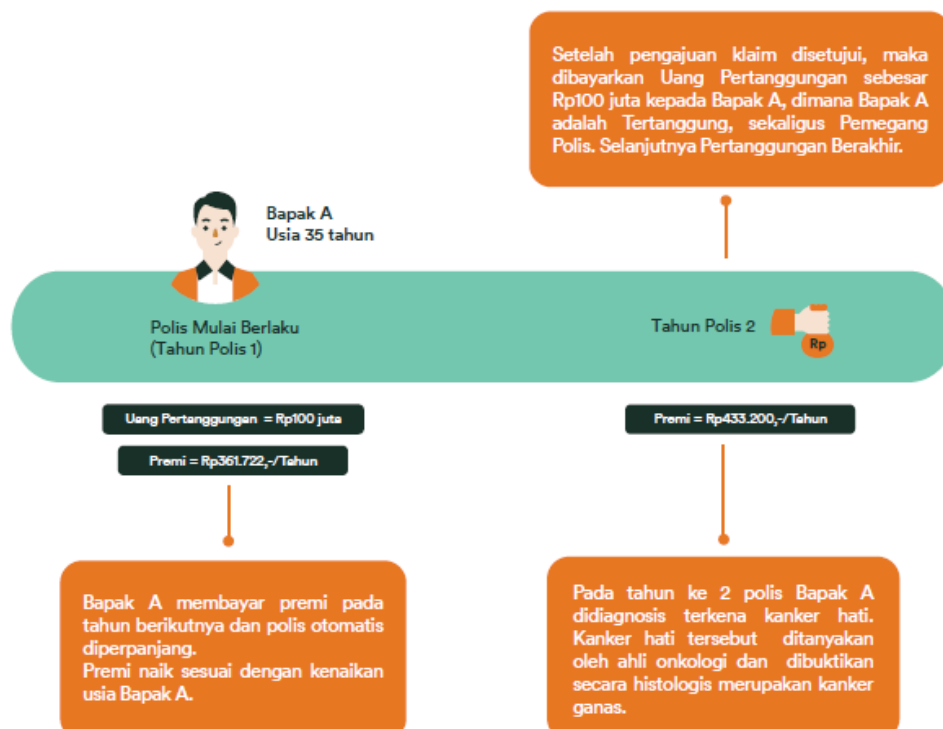 Setelah pengajuan klaim disetujui, maka
dibayarkan Uang Pertanggungan sebesar
Rp100 juta kepada Bapak A, dimana Bapak A
adalah Tertanggung, sekaligus Pemegang
Polis. Selanjutnya Pertanggungan Berakhir.
Bapak A
Usia 35 tahun
Polis Mulai Berlaku
(Tahun Polis 1)
Tahun Polis 2
Rp
Uang Pertanggungan = Rp100 juta
Premi = Rp361.722,-/Tahun
Premi = Rp433.200,-/Tahun
Bapak A membayar premi pada
tahun berikutnya dan polis otomatis
diperpanjang.
Premi naik sesuai dengan kenaikan
usia Bapak A.
Pada tahun ke 2 polis Bapak A
didiagnosis terkena kanker hati.
Kanker hati tersebut ditanyakan
oleh ahli onkologi dan dibuktikan
secara histologis merupakan kanker
ganas.